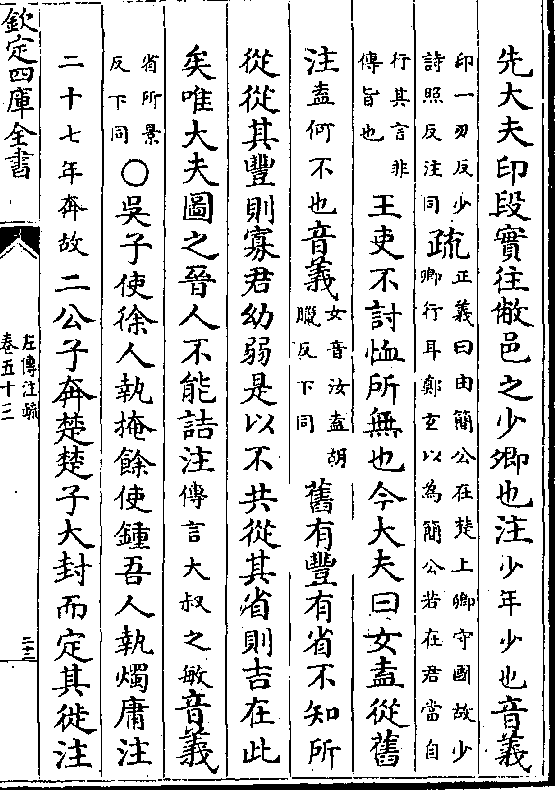 先大夫印段實往敝邑之少卿也注少年少也音義
印一刃反少詩照反注同疏正義曰由簡公在楚上卿守國故少卿行耳鄭玄以為簡公若在君當自
行其言非傳旨也王吏不討恤所無也今大夫曰女盍從舊
注盍何不也音義女音汝盍胡臘反下同舊有豐有省不知所
從從其豐則寡君幼弱是以不共從其省則吉在此
矣唯大夫圖之晉人不能詰注傳言大叔之敏音義
省所景反下同○吳子使徐人執掩餘使鍾吾人執燭庸注
二十七年奔故二公子奔楚楚子大封而定其徙注
欽定四庫全書
左傳注疏
卷五十三
二十二